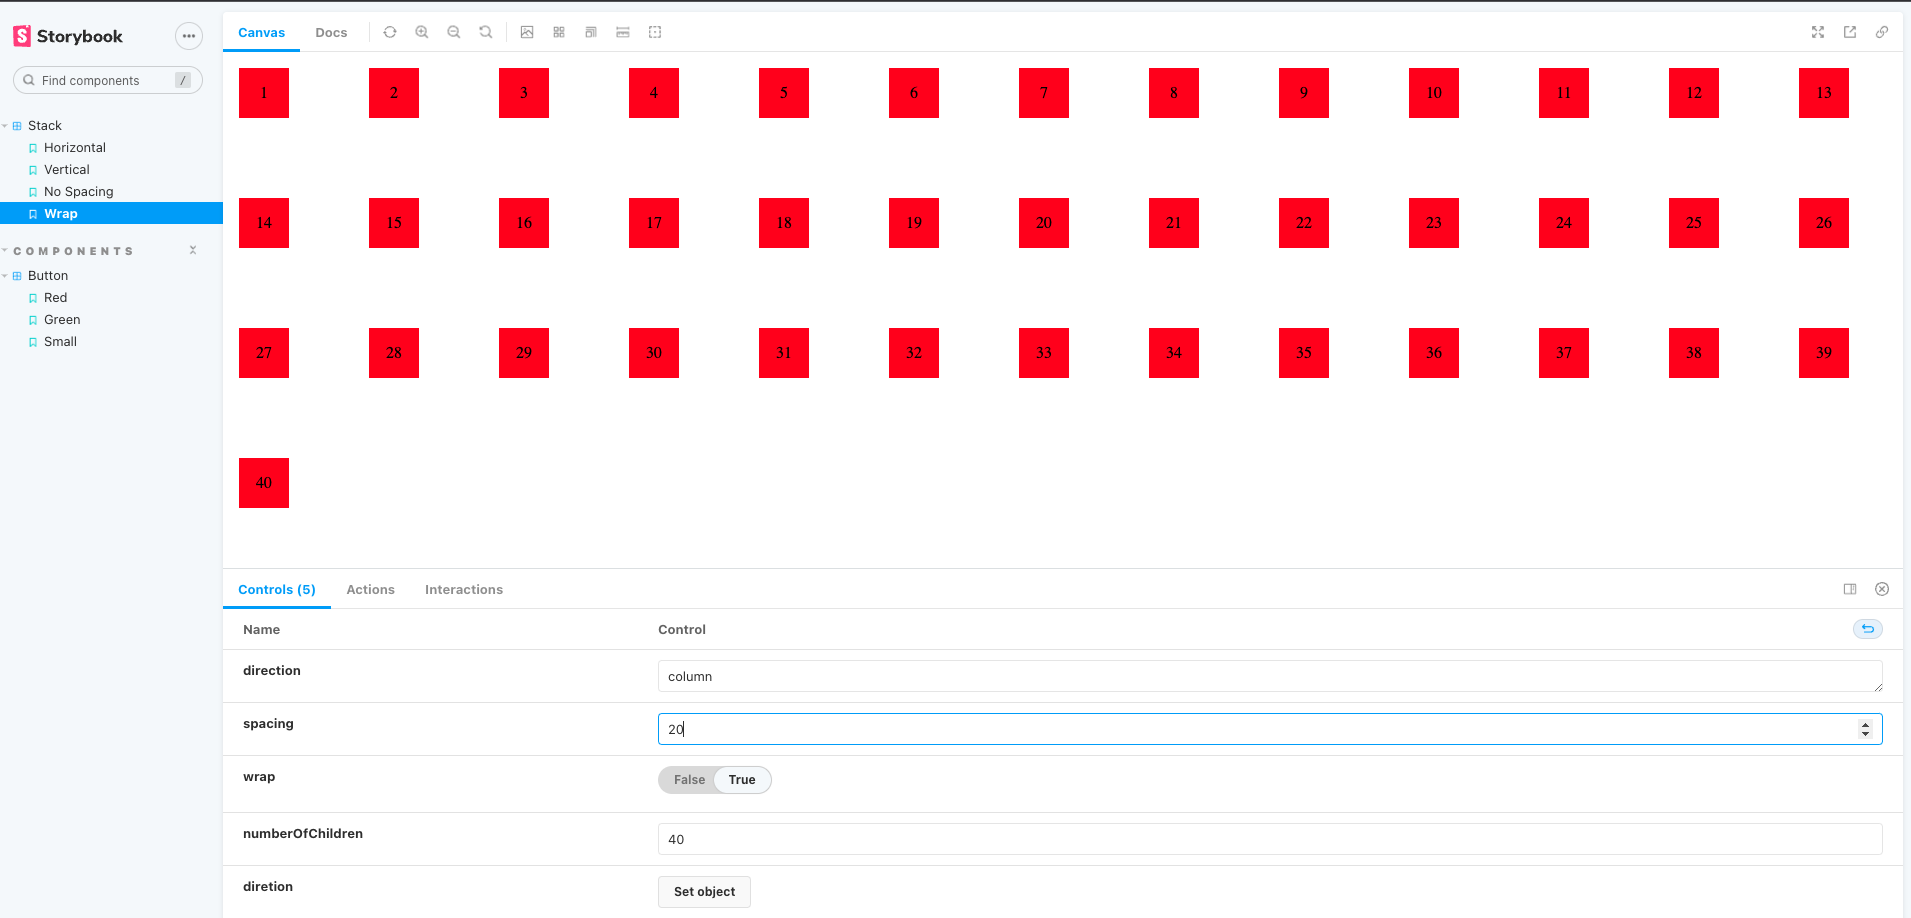 Storybook
Find components /
Stack
Horizontal
Vertical
No Spacing
Wrap
COMPONENTS
Button
Red
Green
Small
Canvas Docs
1 2 3 4 5 6 7 8 9 10 11 12 13
14 15 16 17 18 19 20 21 22 23 24 25 26
27 28 29 30 31 32 33 34 35 36 37 38 39
40
Controls (5) Actions Interactions
Name Control
direction column
spacing 20
wrap False True
numberOfChildren 40
diretion Set object